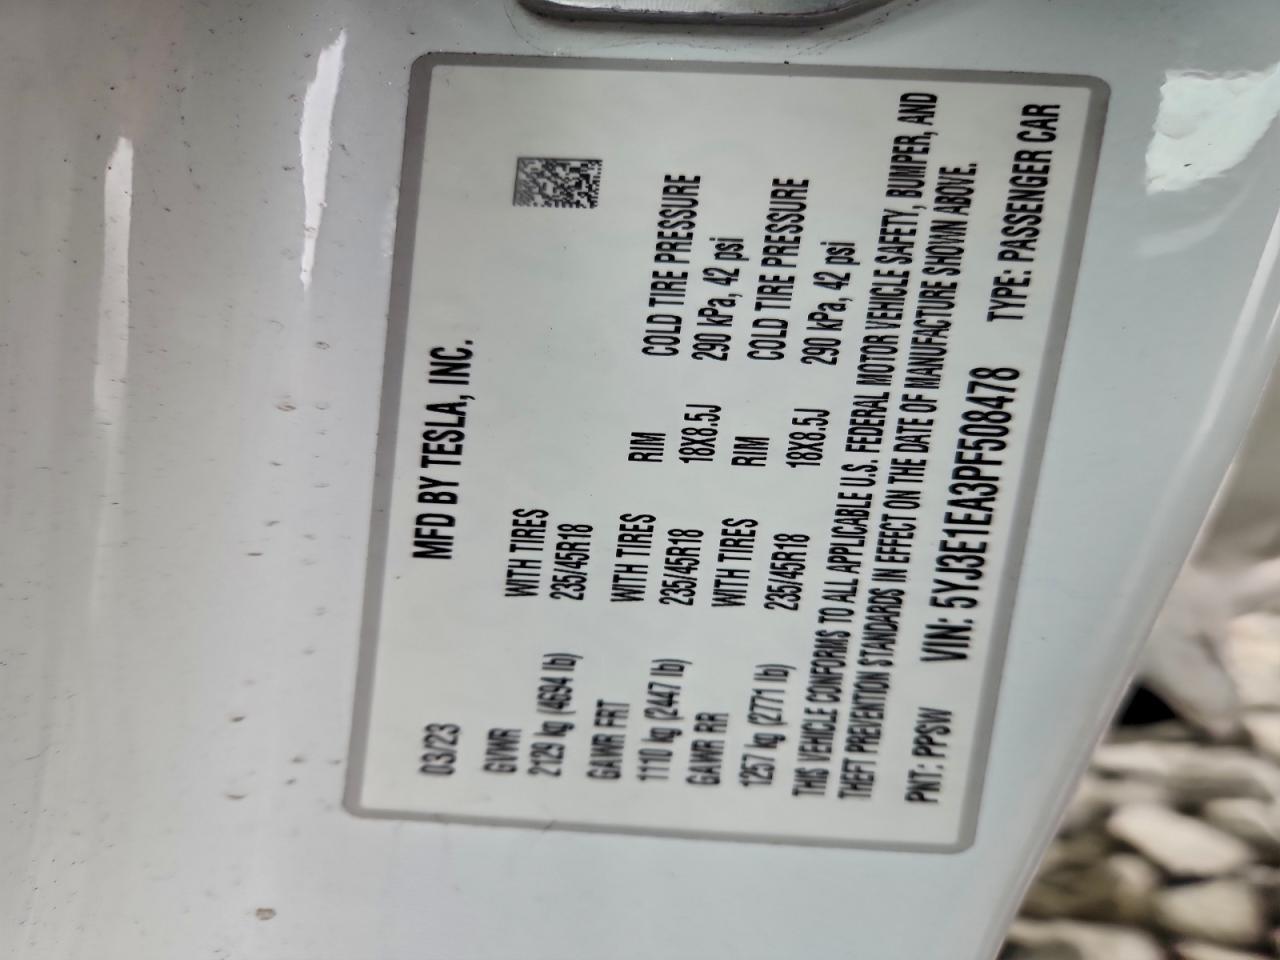 03/23 MFD BY TESLA, INC.
GVWR WITH TIRES
2129 kg (4694 lb) 235/45R18
GAWR FRT WITH TIRES RIM COLD TIRE PRESSURE
1110 kg (2447 lb) 235/45R18 18X8.5J 290 kPa, 42 psi
GAWR RR WITH TIRES RIM COLD TIRE PRESSURE
1257 kg (2771 lb) 235/45R18 18X8.5J 290 kPa, 42 psi
THIS VEHICLE CONFORMS TO ALL APPLICABLE U.S. FEDERAL MOTOR VEHICLE SAFETY, BUMPER, AND
THEFT PREVENTION STANDARDS IN EFFECT ON THE DATE OF MANUFACTURE SHOWN ABOVE.
PNT: PPSW VIN: 5YJ3E1EA3PF508478 TYPE: PASSENGER CAR